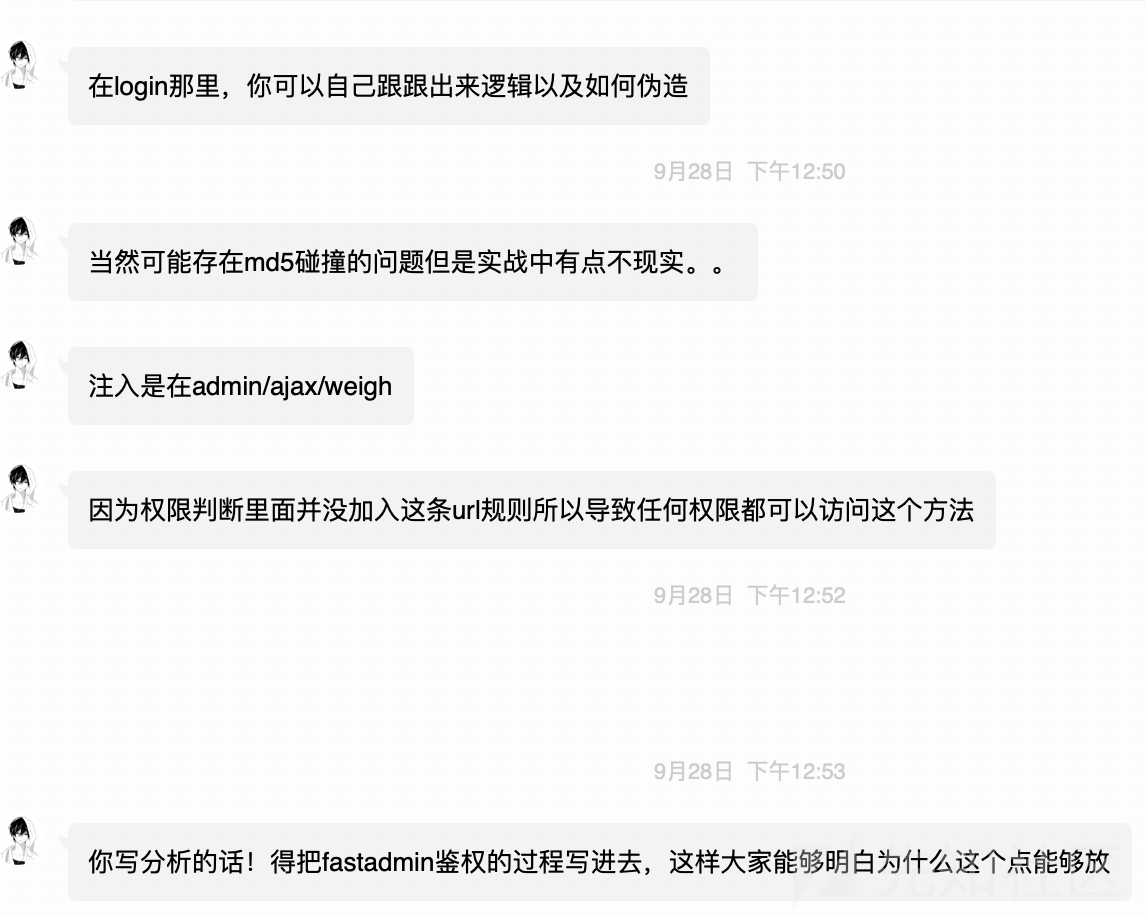 在login那里，你可以自己跟跟出来逻辑以及如何伪造
9月28日 下午12:50
当然可能存在md5碰撞的问题但是实战中有点不现实。。
注入是在admin/ajax/weigh
因为权限判断里面并没加入这条url规则所以导致任何权限都可以访问这个方法
9月28日 下午12:52
9月28日 下午12:53
你写分析的话！得把fastadmin鉴权的过程写进去，这样大家能够明白为什么这个点能够放
先知社区